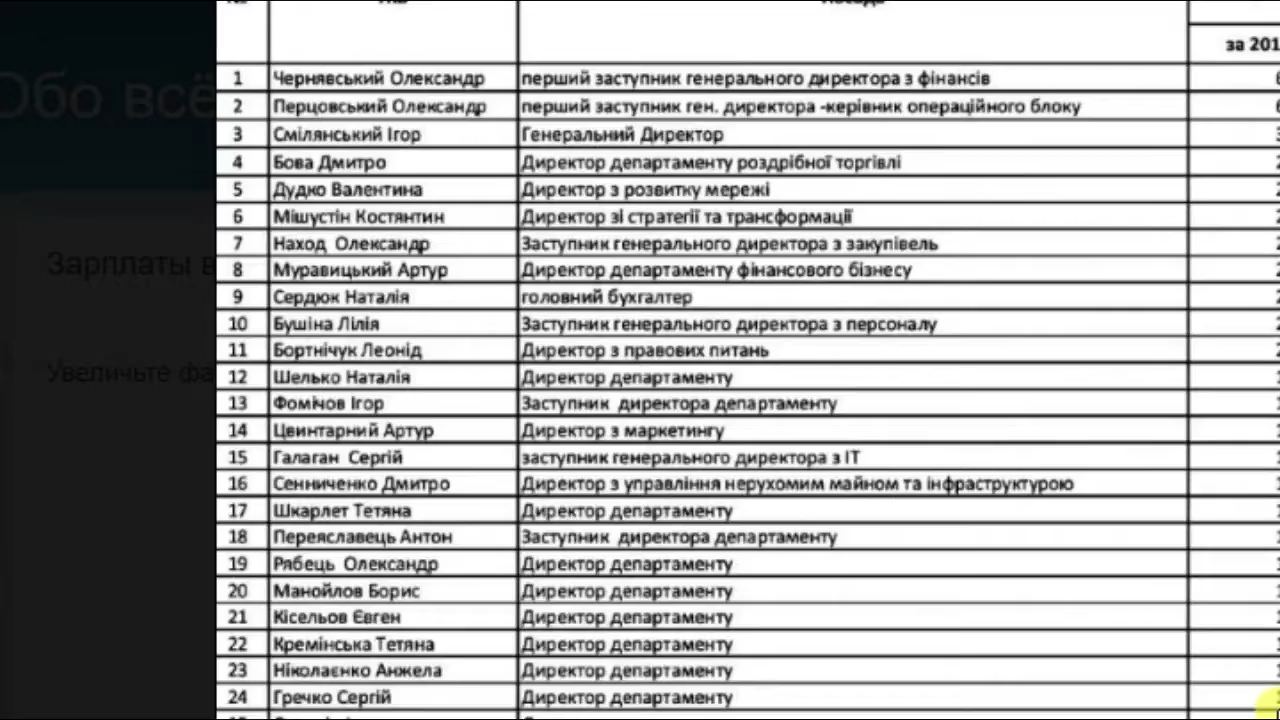 Обо всё
Зарплаты в
Увеличьте фа
за 201
1 Чернявський Олександр перший заступник генерального директора з фінансів
2 Перцовський Олександр перший заступник ген. директора -керівник операційного блоку
3 Смілянський Ігор Генеральний Директор
4 Бова Дмитро Директор департаменту роздрібної торгівлі
5 Дудко Валентина Директор з розвитку мережі
6 Мішустін Костянтин Директор зі стратегії та трансформації
7 Наход Олександр Заступник генерального директора з закупівель
8 Муравицький Артур Директор департаменту фінансового бізнесу
9 Сердюк Наталія головний бухгалтер
10 Бушіна Лілія Заступник генерального директора з персоналу
11 Бортнічук Леонід Директор з правових питань
12 Шелько Наталія Директор департаменту
13 Фомічов Ігор Заступник директора департаменту
14 Цвинтарний Артур Директор з маркетингу
15 Галаган Сергій заступник генерального директора з ІТ
16 Сенниченко Дмитро Директор з управління нерухомим майном та інфраструктурою
17 Шкарлет Тетяна Директор департаменту
18 Переяславець Антон Заступник директора департаменту
19 Рябець Олександр Директор департаменту
20 Манойлов Борис Директор департаменту
21 Кісельов Євген Директор департаменту
22 Кремінська Тетяна Директор департаменту
23 Ніколаєнко Анжела Директор департаменту
24 Гречко Сергій Директор департаменту